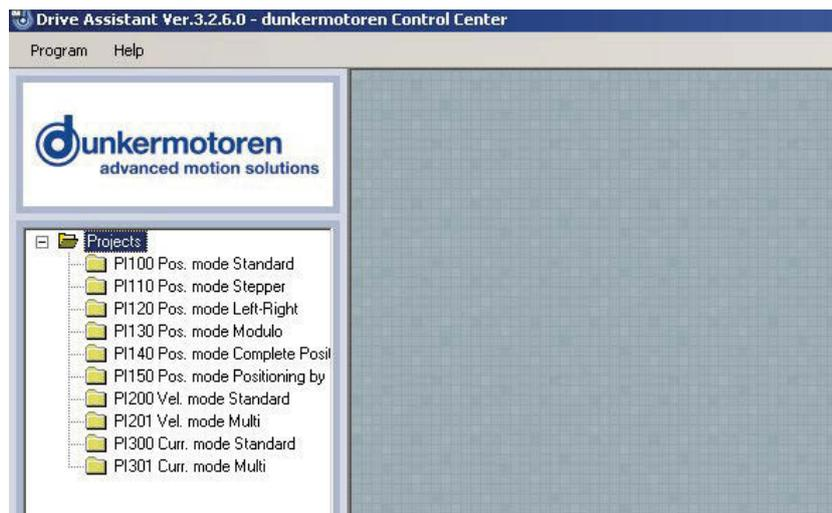 Drive Assistant Ver.3.2.6.0 - dunkermotoren Control Center
Program Help
dunkermotoren
advanced motion solutions
Projects
PI100 Pos. mode Standard
PI110 Pos. mode Stepper
PI120 Pos. mode Left-Right
PI130 Pos. mode Modulo
PI140 Pos. mode Complete Posit
PI150 Pos. mode Positioning by
PI200 Vel. mode Standard
PI201 Vel. mode Multi
PI300 Curr. mode Standard
PI301 Curr. mode Multi